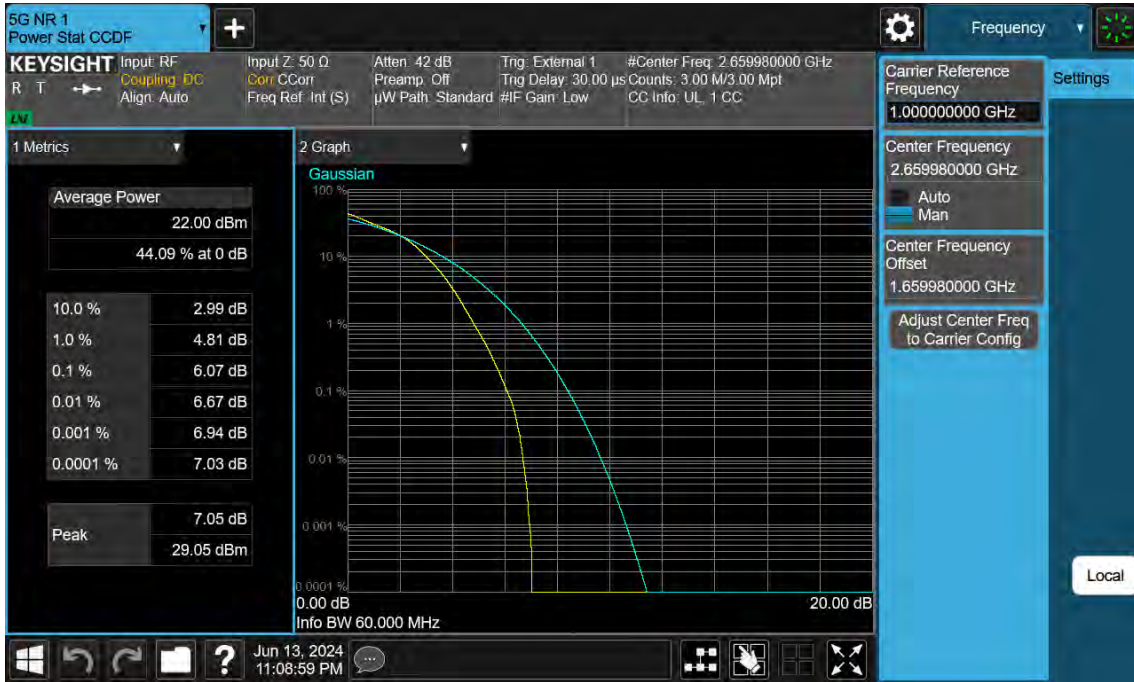 5G NR 1
Power Stat CCDF
+
Frequency
KEYSIGHT
R T
LNI
Input: RF
Coupling: DC
Align: Auto
Input Z: 50 Ω
Corr CCorr
Freq Ref: Int (S)
Atten: 42 dB
Preamp: Off
µW Path: Standard
Trig: External 1
Trig Delay: 30.00 µs
#IF Gain: Low
#Center Freq: 2.659980000 GHz
Counts: 3.00 M/3.00 Mpt
CC Info: UL, 1 CC
1 Metrics
Average Power
22.00 dBm
44.09 % at 0 dB
10.0 % 2.99 dB
1.0 % 4.81 dB
0.1 % 6.07 dB
0.01 % 6.67 dB
0.001 % 6.94 dB
0.0001 % 7.03 dB
Peak
7.05 dB
29.05 dBm
2 Graph
Gaussian
100 %
10 %
1 %
0.1 %
0.01 %
0.001 %
0.0001 %
0.00 dB 20.00 dB
Info BW 60.000 MHz
Carrier Reference
Frequency
1.000000000 GHz
Center Frequency
2.659980000 GHz
Auto
Man
Center Frequency
Offset
1.659980000 GHz
Adjust Center Freq
to Carrier Config
Settings
Local
?
Jun 13, 2024
11:08:59 PM